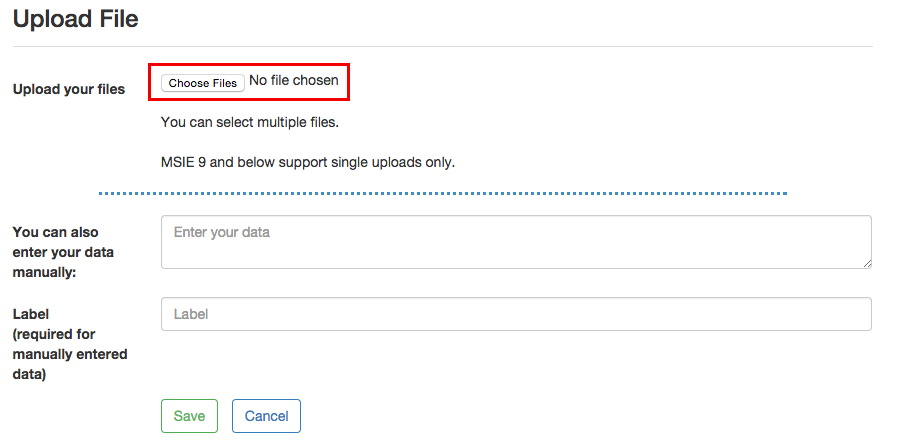 Upload File
Upload your files
Choose Files No file chosen
You can select multiple files.
MSIE 9 and below support single uploads only.
You can also
enter your data
manually:
Enter your data
Label
(required for
manually entered
data)
Label
Save Cancel